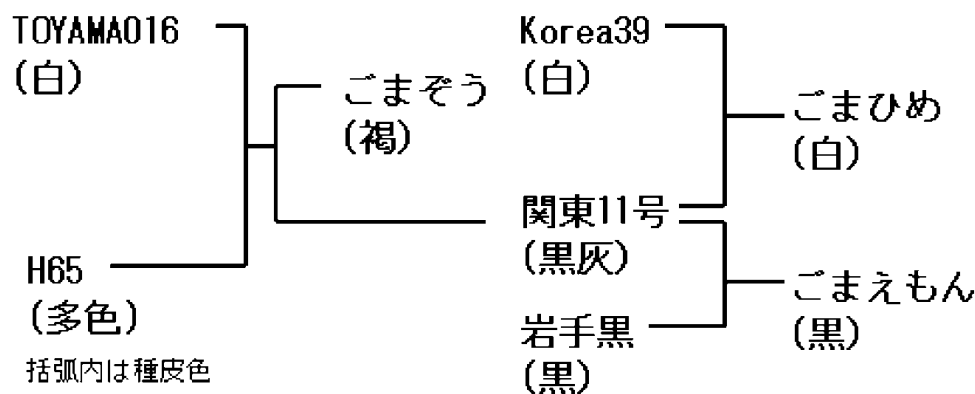 TOYAMA016
(白)
H65
(多色)
ごまぞう
(褐)
Korea39
(白)
関東11号
(黒灰)
岩手黒
(黒)
ごまひめ
(白)
ごまえもん
(黒)
括弧内は種皮色